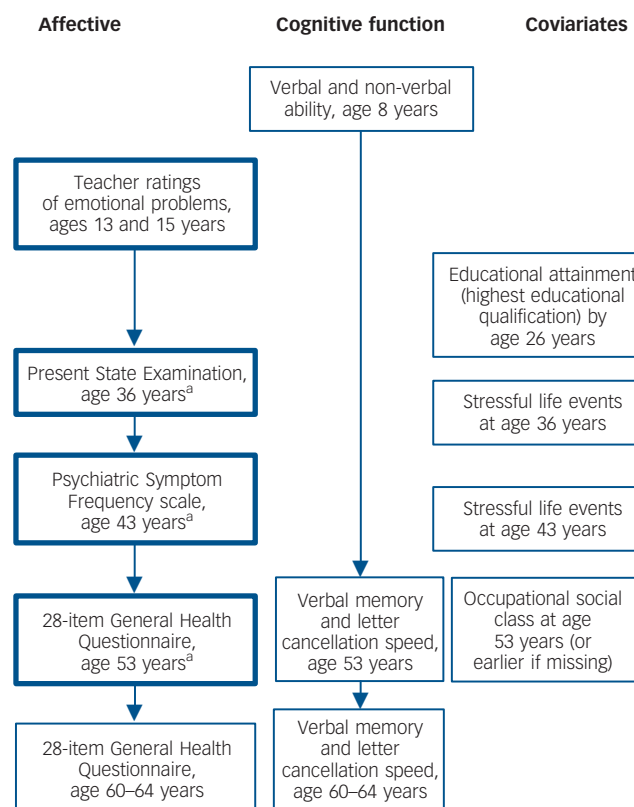 Affective
Cognitive function
Coviariates
Verbal and non-verbal
ability, age 8 years
Teacher ratings
of emotional problems,
ages 13 and 15 years
Educational attainment
(highest educational
qualification) by
age 26 years
Present State Examination,
age 36 yearsᵃ
Stressful life events
at age 36 years
Psychiatric Symptom
Frequency scale,
age 43 yearsᵃ
Stressful life events
at age 43 years
28-item General Health
Questionnaire,
age 53 yearsᵃ
Verbal memory
and letter
cancellation speed,
age 53 years
Occupational social
class at age
53 years (or
earlier if missing)
28-item General Health
Questionnaire,
age 60–64 years
Verbal memory
and letter
cancellation speed,
age 60–64 years